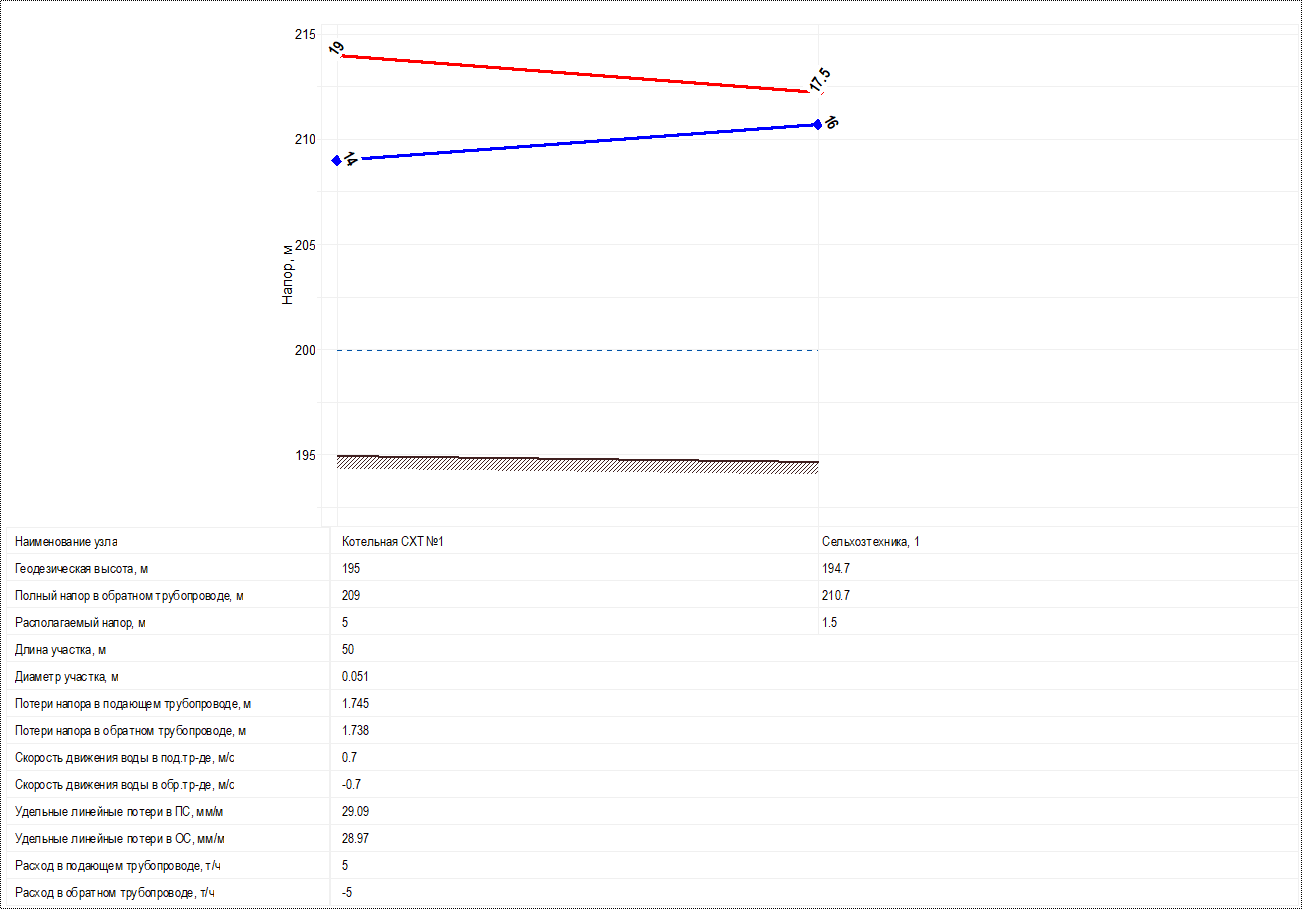 215
19
17.5
210
14
16
205
Напор, м
200
195
Наименование узла Котельная СХТ №1 Сельхозтехника, 1
Геодезическая высота, м 195 194.7
Полный напор в обратном трубопроводе, м 209 210.7
Располагаемый напор, м 5 1.5
Длина участка, м 50
Диаметр участка, м 0.051
Потери напора в подающем трубопроводе, м 1.745
Потери напора в обратном трубопроводе, м 1.738
Скорость движения воды в под.тр-де, м/с 0.7
Скорость движения воды в обр.тр-де, м/с -0.7
Удельные линейные потери в ПС, мм/м 29.09
Удельные линейные потери в ОС, мм/м 28.97
Расход в подающем трубопроводе, т/ч 5
Расход в обратном трубопроводе, т/ч -5